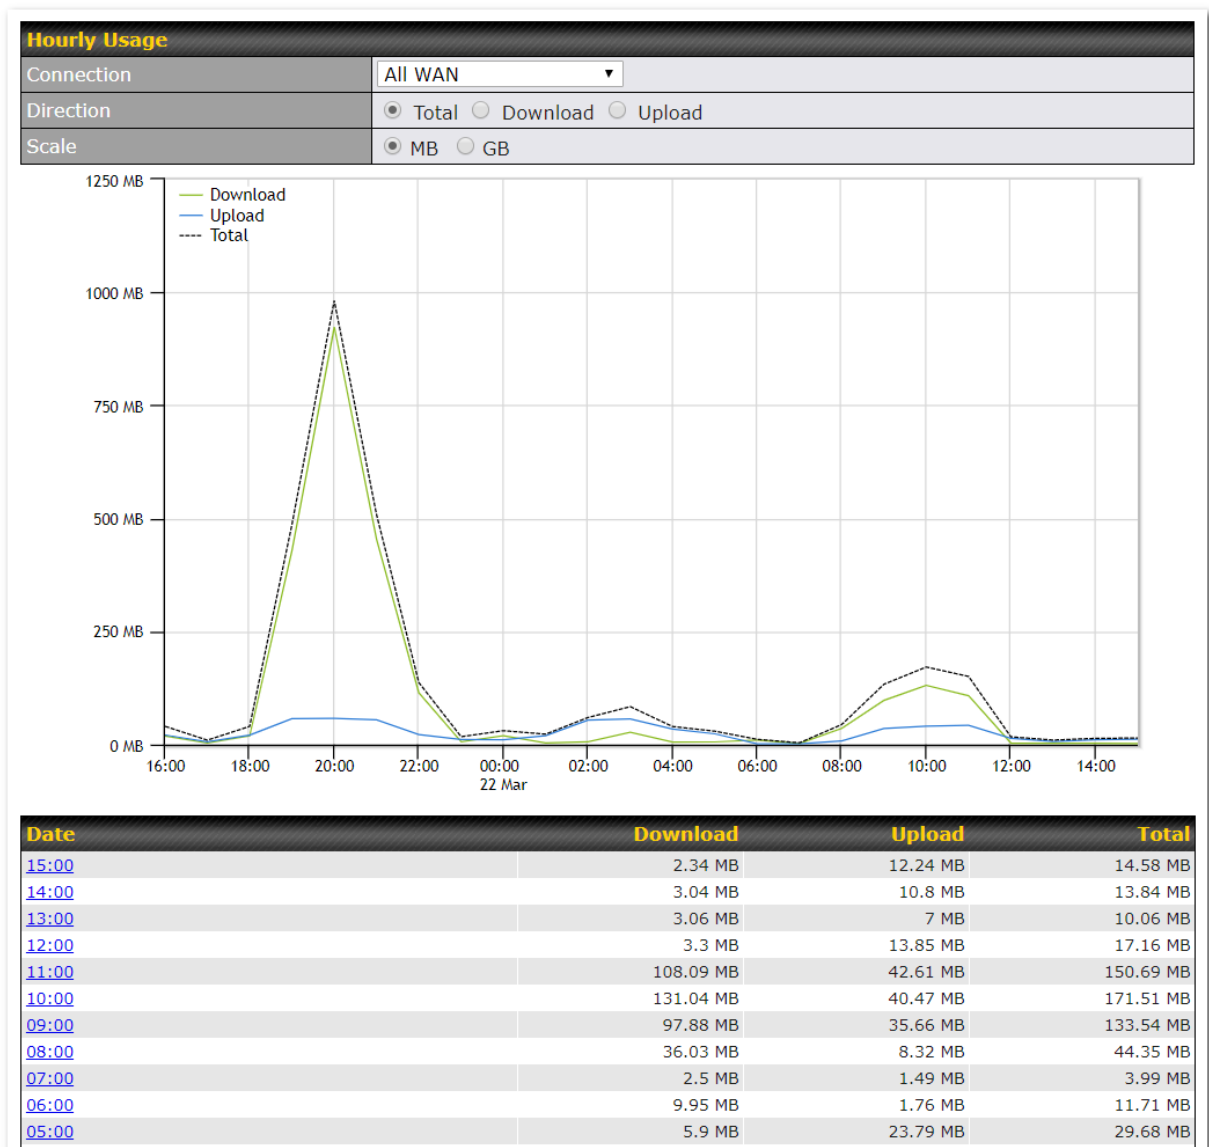 Hourly Usage
Connection All WAN
Direction Total Download Upload
Scale MB GB
1250 MB
Download
Upload
Total
1000 MB
750 MB
500 MB
250 MB
0 MB
16:00 18:00 20:00 22:00 00:00 02:00 04:00 06:00 08:00 10:00 12:00 14:00
22 Mar
Date Download Upload Total
15:00 2.34 MB 12.24 MB 14.58 MB
14:00 3.04 MB 10.8 MB 13.84 MB
13:00 3.06 MB 7 MB 10.06 MB
12:00 3.3 MB 13.85 MB 17.16 MB
11:00 108.09 MB 42.61 MB 150.69 MB
10:00 131.04 MB 40.47 MB 171.51 MB
09:00 97.88 MB 35.66 MB 133.54 MB
08:00 36.03 MB 8.32 MB 44.35 MB
07:00 2.5 MB 1.49 MB 3.99 MB
06:00 9.95 MB 1.76 MB 11.71 MB
05:00 5.9 MB 23.79 MB 29.68 MB